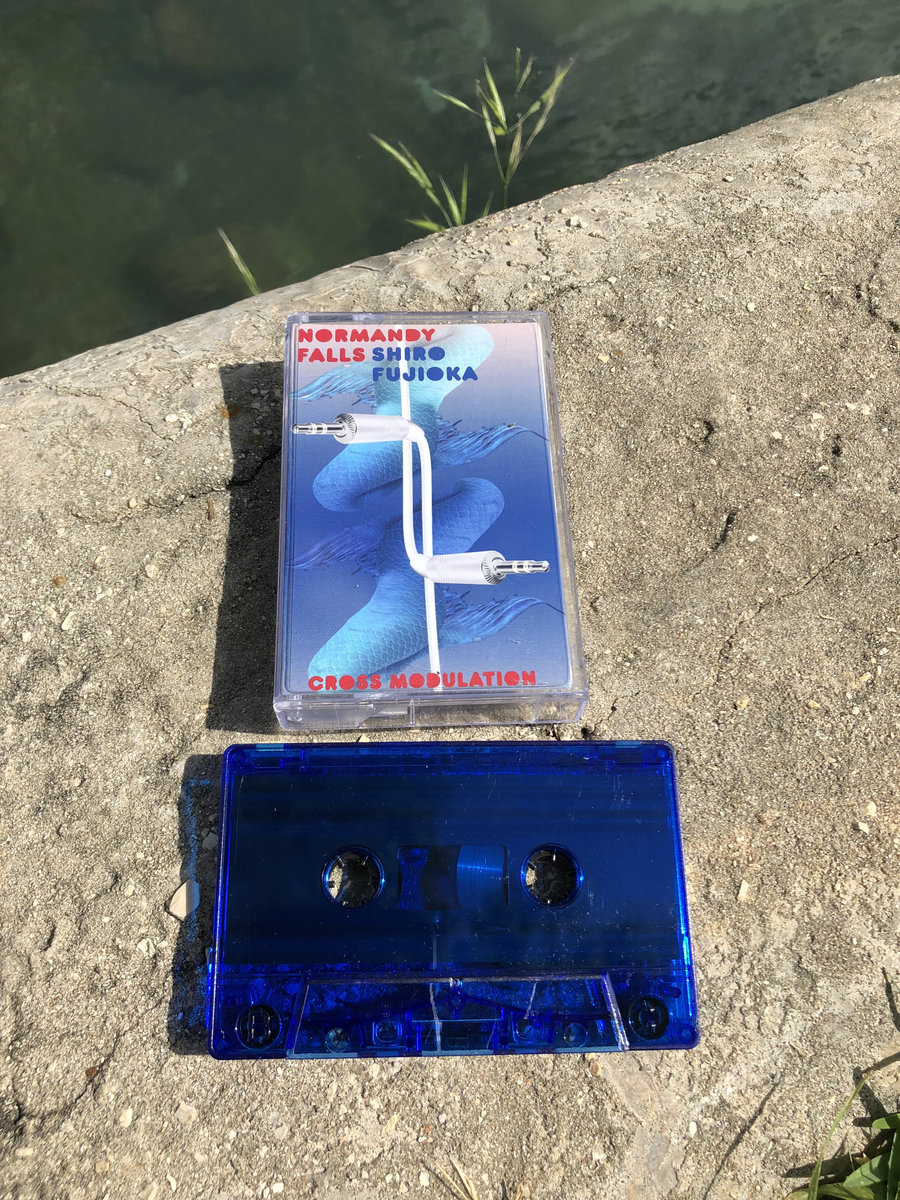 NORMANDY
FALLS SHIRO
FUJIOKA
CROSS MODULATION